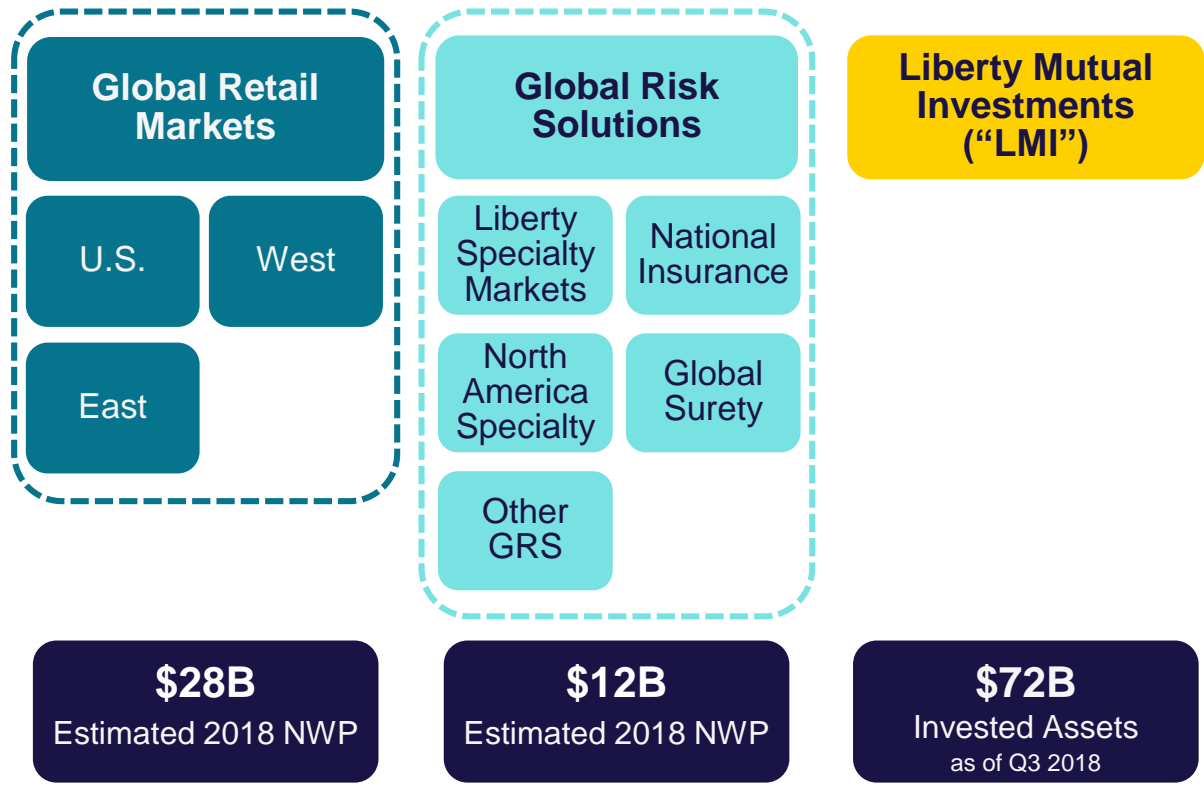 Global Retail
Markets
U.S.
West
East
$28B
Estimated 2018 NWP
Global Risk
Solutions
Liberty
Specialty
Markets
National
Insurance
North
America
Specialty
Global
Surety
Other
GRS
$12B
Estimated 2018 NWP
Liberty Mutual
Investments
(“LMI”)
$72B
Invested Assets
as of Q3 2018